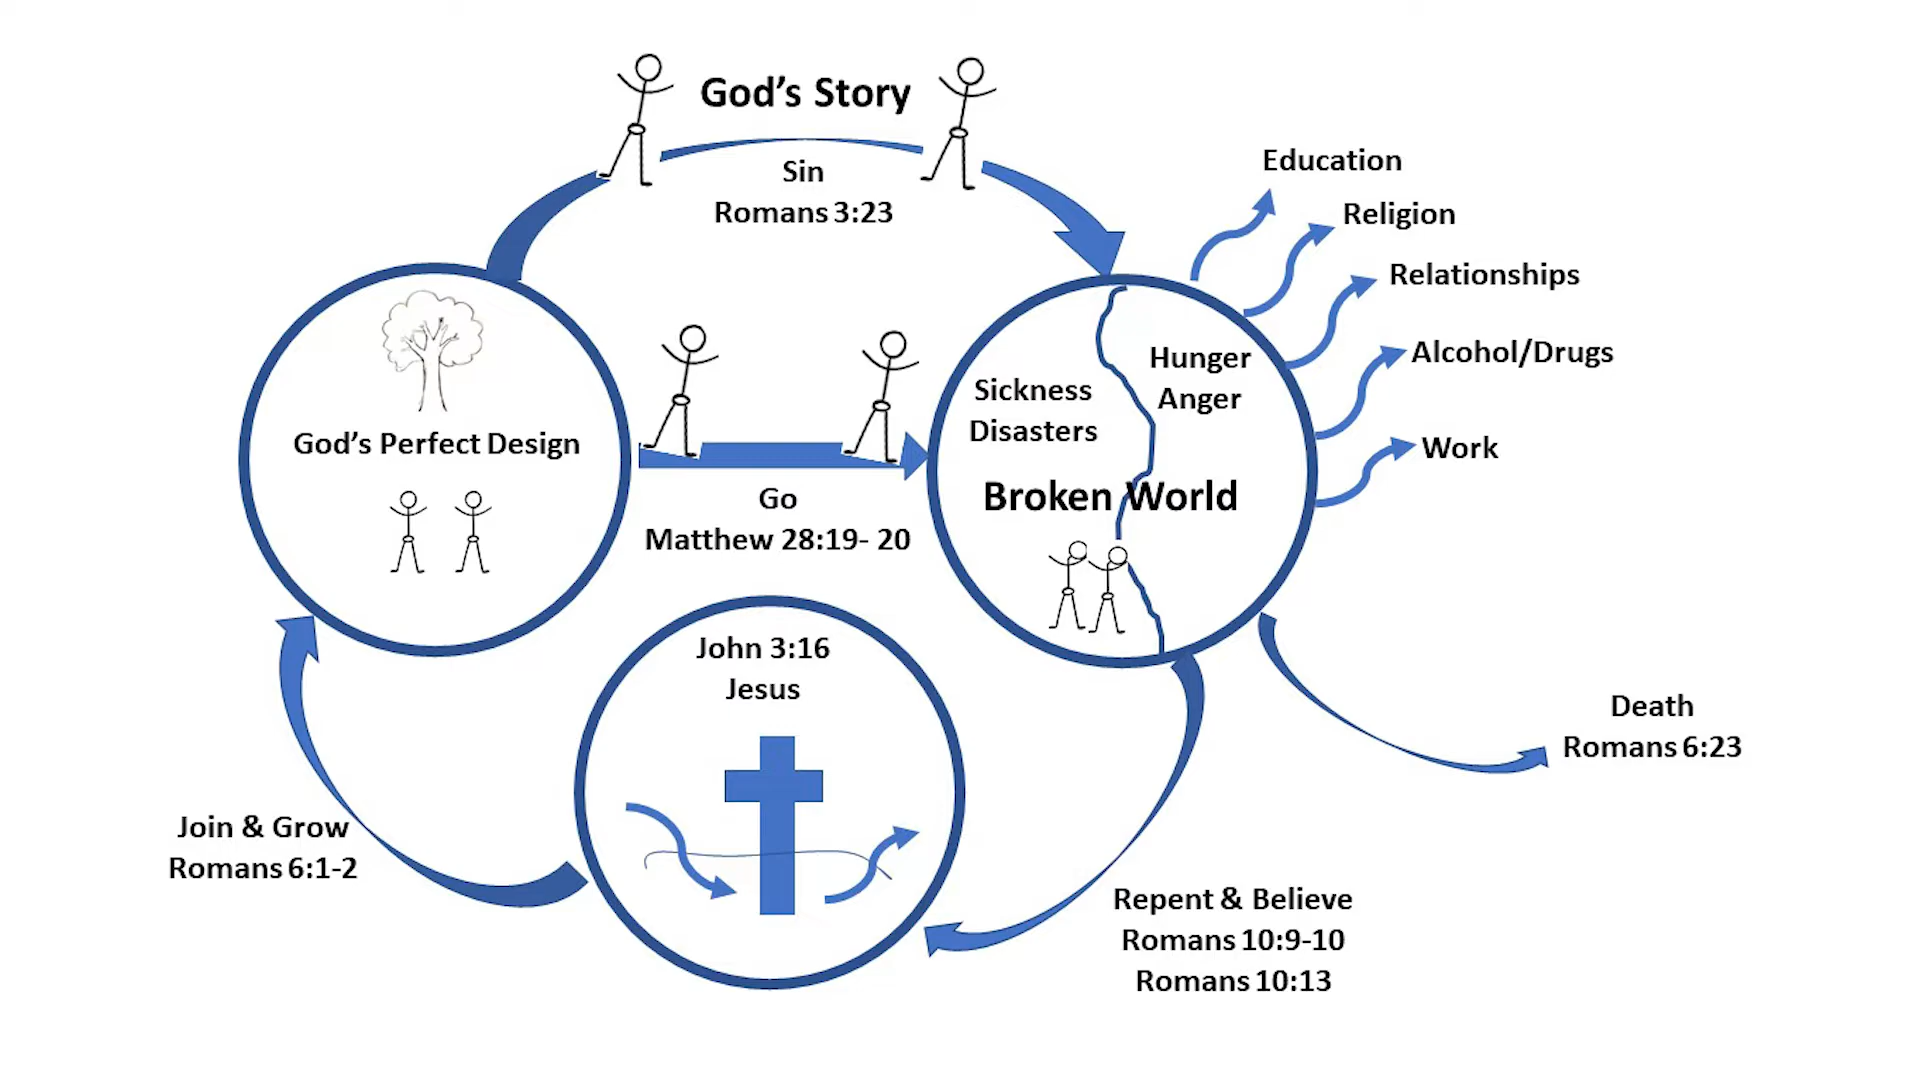 God's Story
Sin
Romans 3:23
Education
Religion
Relationships
Alcohol/Drugs
Work
God's Perfect Design
Go
Matthew 28:19- 20
Sickness
Disasters
Hunger
Anger
Broken World
John 3:16
Jesus
Death
Romans 6:23
Join & Grow
Romans 6:1-2
Repent & Believe
Romans 10:9-10
Romans 10:13